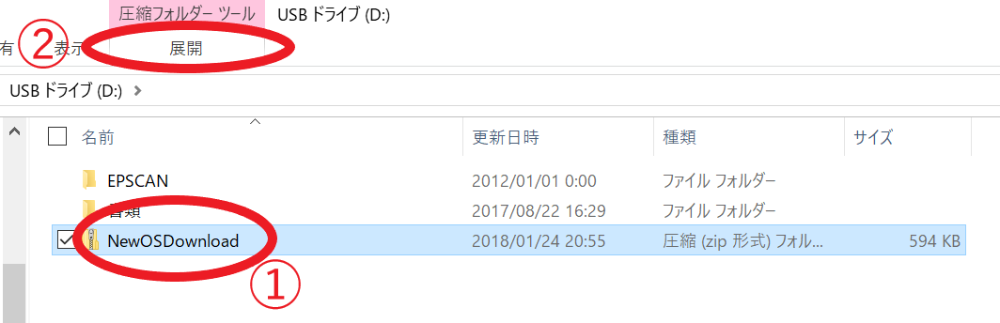 圧縮フォルダー ツール USB ドライブ (D:)
② 有 表示 展開
USB ドライブ (D:) >
名前 更新日時 種類 サイズ
EPSCAN 2012/01/01 0:00 ファイル フォルダー
書類 2017/08/22 16:29 ファイル フォルダー
NewOSDownload 2018/01/24 20:55 圧縮 (zip 形式) フォル... 594 KB
①